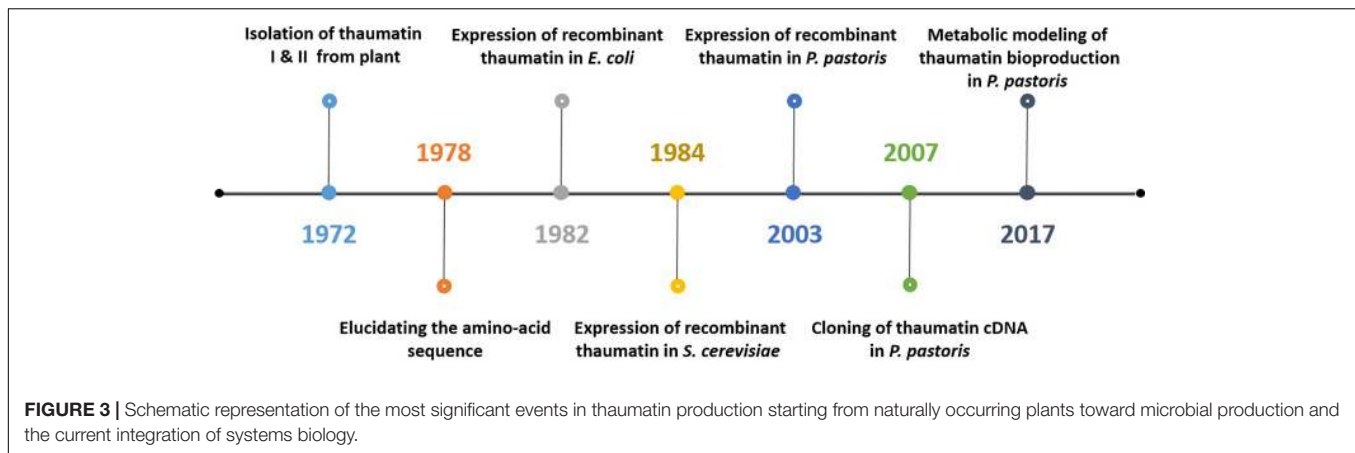 Isolation of thaumatin
I & II from plant
Expression of recombinant
thaumatin in E. coli
Expression of recombinant
thaumatin in P. pastoris
Metabolic modeling of
thaumatin bioproduction
in P. pastoris
1978
1984
2007
1972
1982
2003
2017
Elucidating the amino-acid
sequence
Expression of recombinant
thaumatin in S. cerevisiae
Cloning of thaumatin cDNA
in P. pastoris
FIGURE 3 | Schematic representation of the most significant events in thaumatin production starting from naturally occurring plants toward microbial production and
the current integration of systems biology.